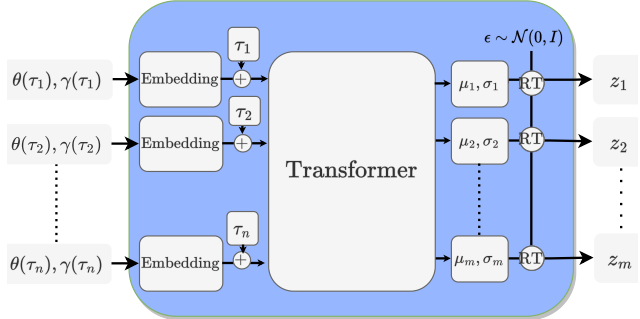 ϵ ∼ N(0, I)
θ(τ₁), γ(τ₁) Embedding τ₁ + μ₁, σ₁ RT z₁
θ(τ₂), γ(τ₂) Embedding τ₂ + μ₂, σ₂ RT z₂
Transformer
θ(τₙ), γ(τₙ) Embedding τₙ + μₘ, σₘ RT zₘ